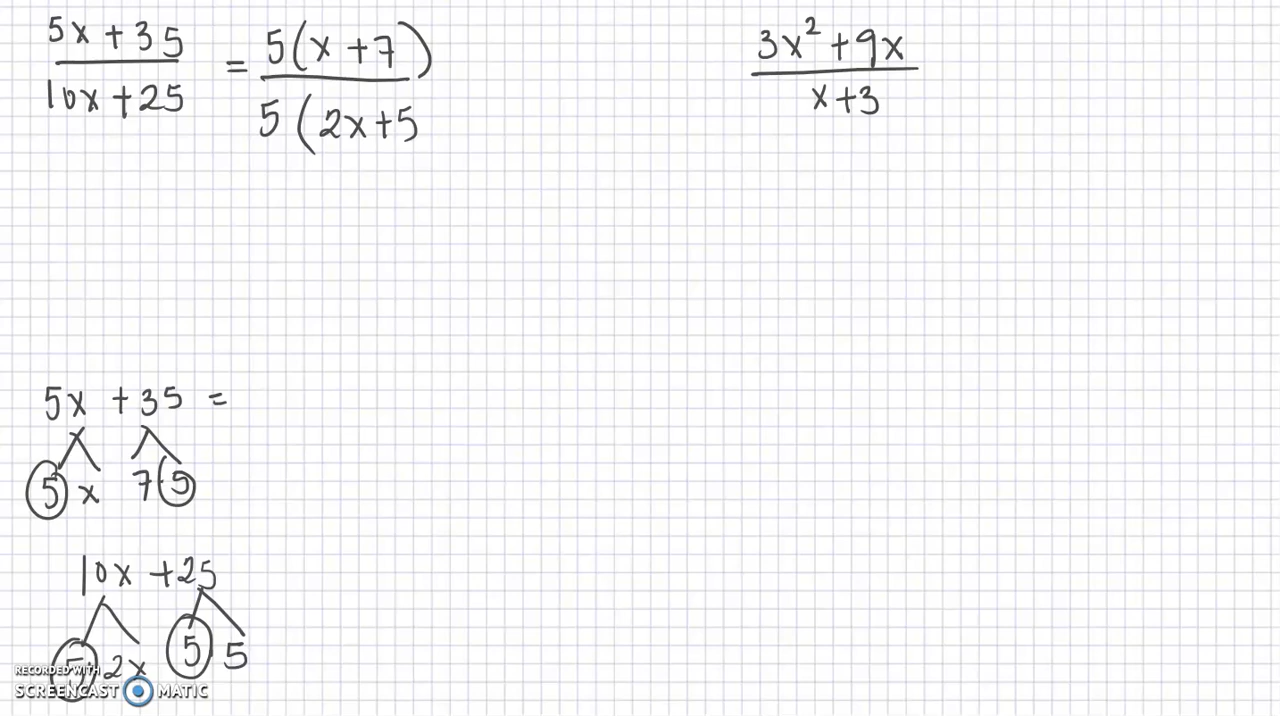 5x + 35
10x + 25
= 5(x + 7)
5(2x+5
3x² + 9x
x + 3
5x + 35 =
5 x 7 5
10x + 25
5 2x 5 5
RECORDED WITH
SCREENCAST MATIC